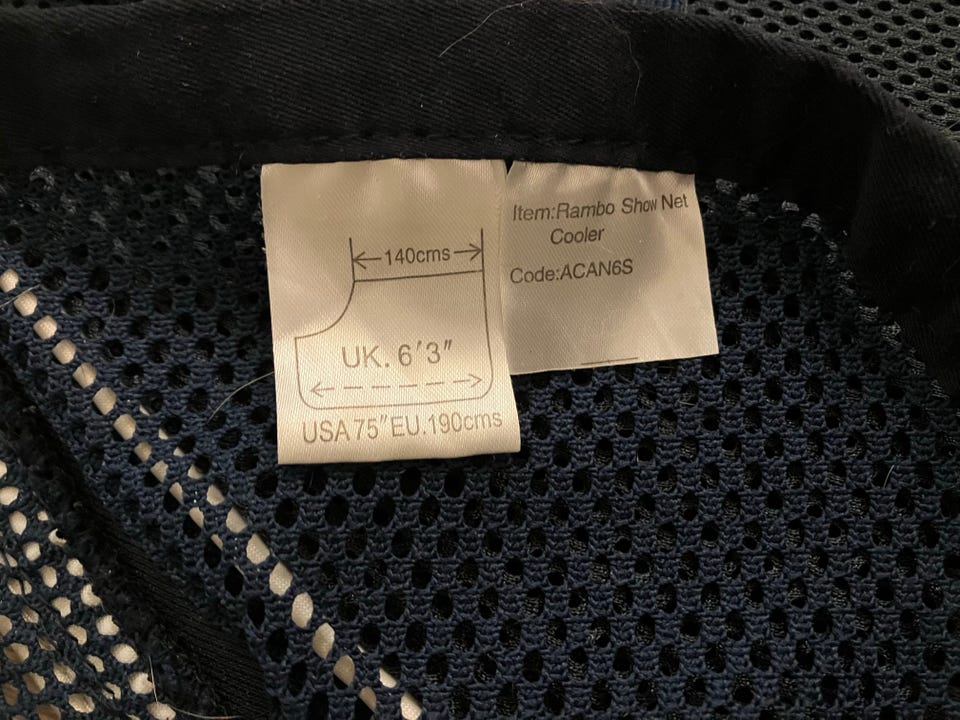 140cms
UK. 6'3"
USA 75" EU.190cms
Item:Rambo Show Net
Cooler
Code:ACAN6S